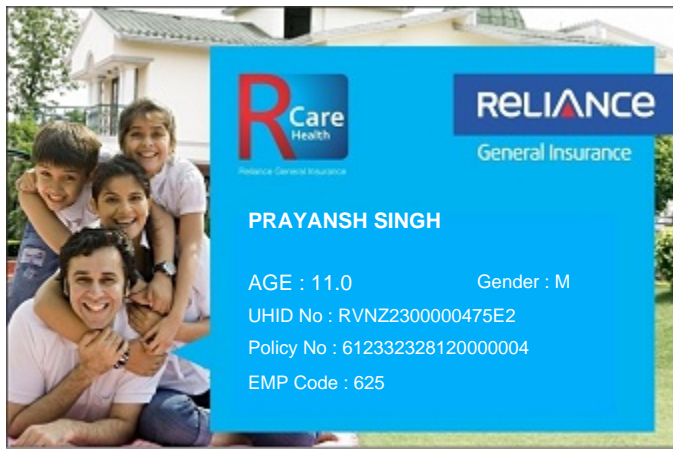 R Care
Health
Reliance General Insurance
RELIANCE
General Insurance
PRAYANSH SINGH
AGE : 11.0 Gender : M
UHID No : RVNZ2300000475E2
Policy No : 612332328120000004
EMP Code : 625